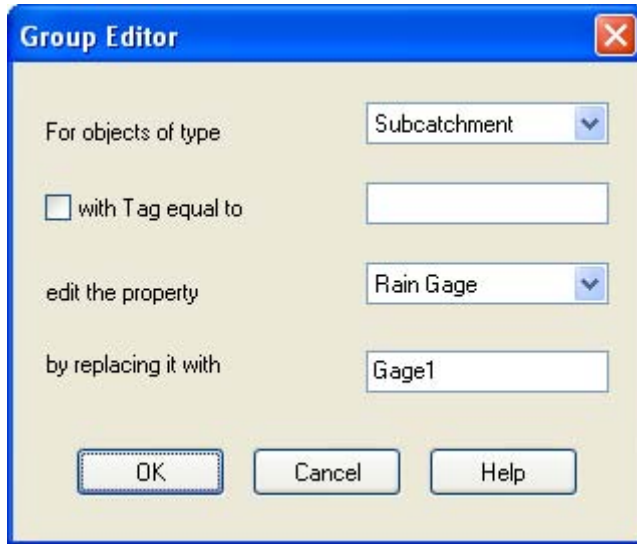 Group Editor
For objects of type Subcatchment
with Tag equal to
edit the property Rain Gage
by replacing it with Gage1
OK Cancel Help